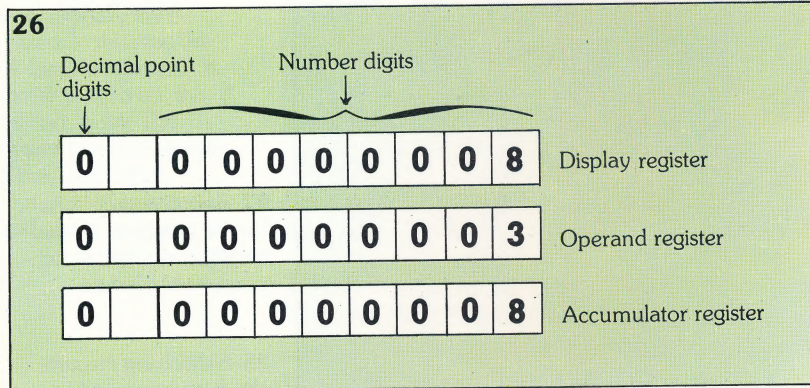 26
Decimal point
digits
Number digits
0 0 0 0 0 0 0 0 8 Display register
0 0 0 0 0 0 0 0 3 Operand register
0 0 0 0 0 0 0 0 8 Accumulator register